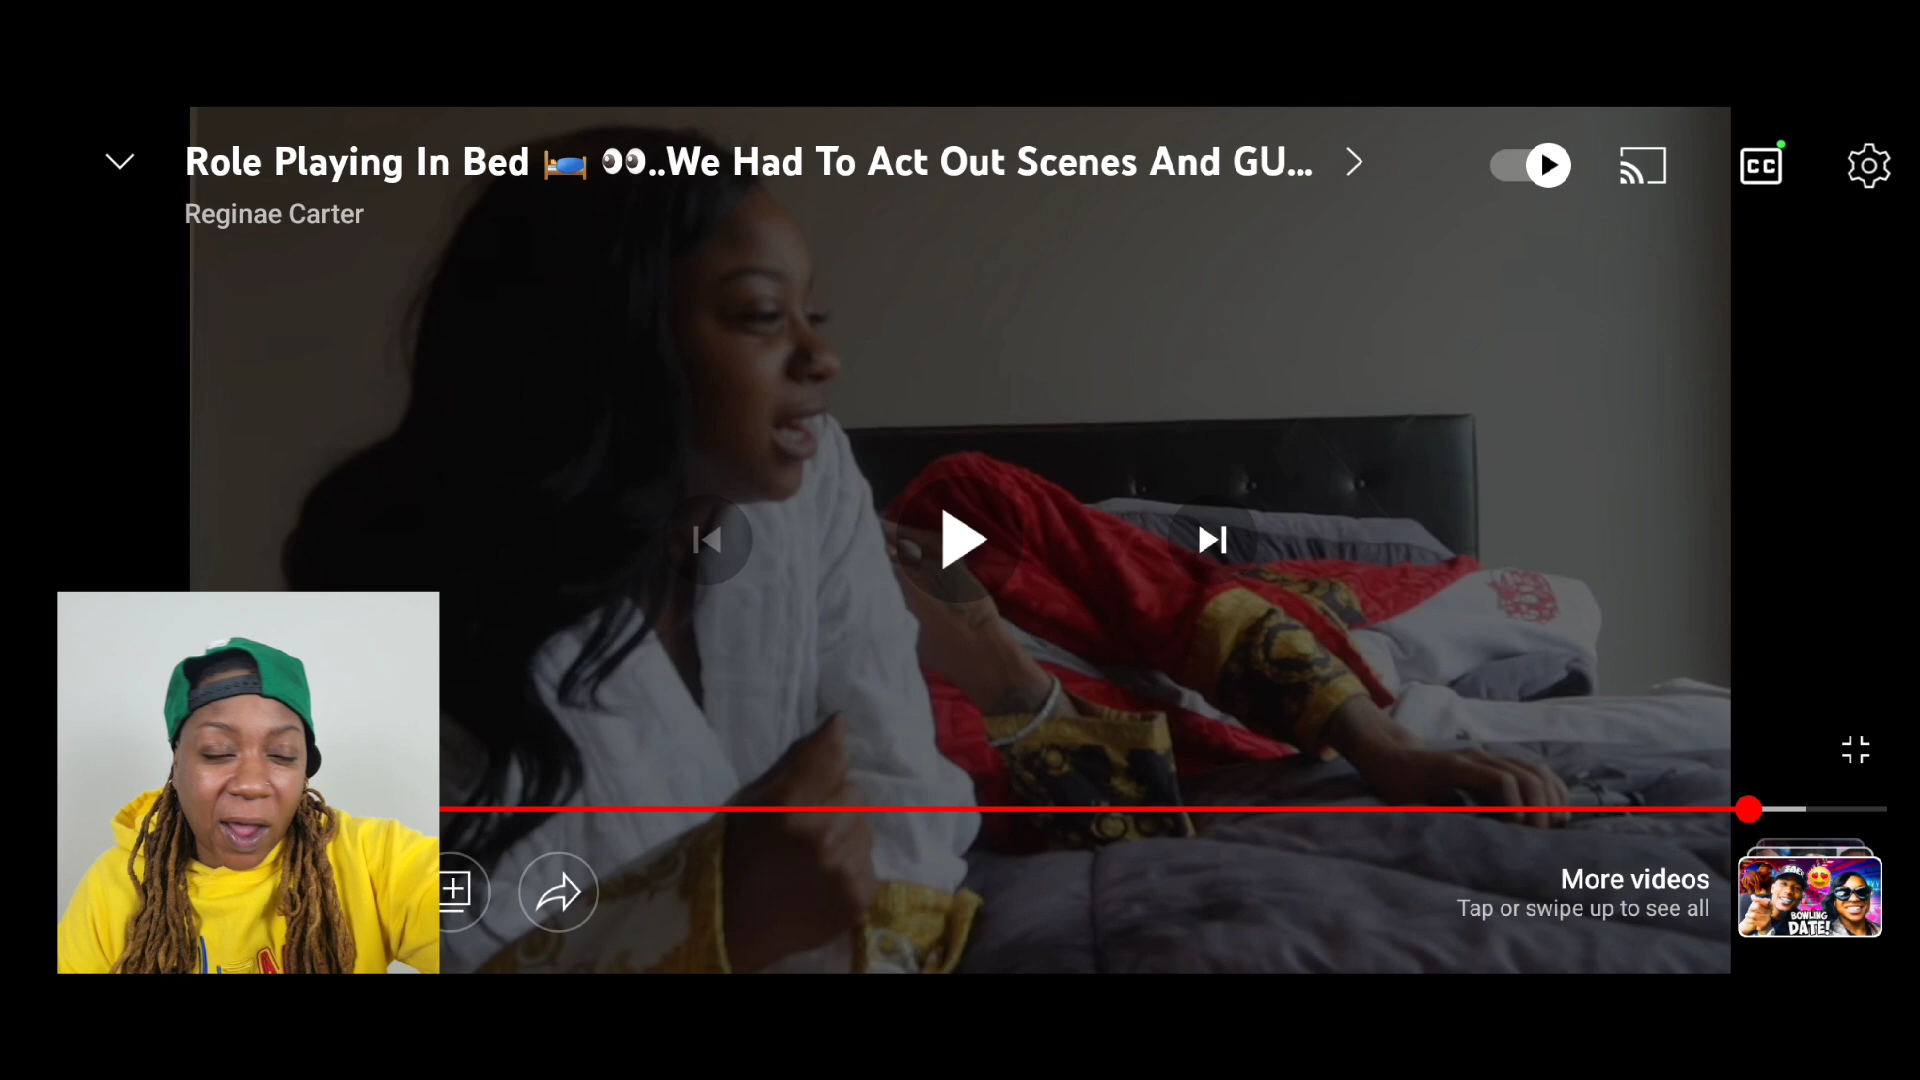 Role Playing In Bed 🛏️ 👀..We Had To Act Out Scenes And GU...
Reginae Carter
CC
More videos
Tap or swipe up to see all
BOWLING
DATE!